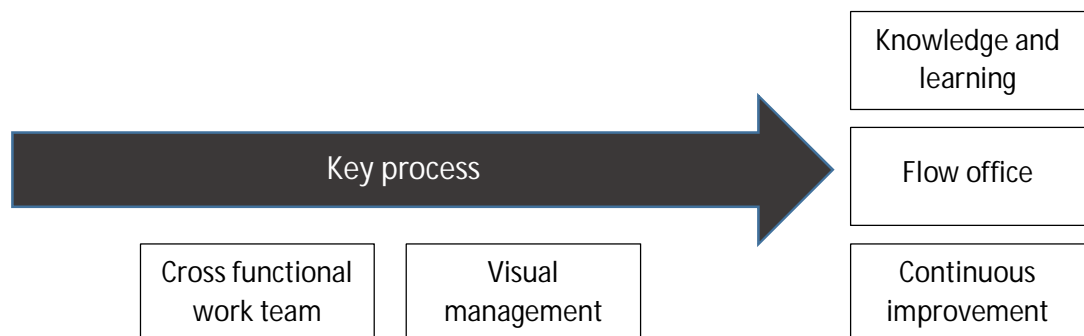 Knowledge and
learning
Key process
Flow office
Cross functional
work team
Visual
management
Continuous
improvement